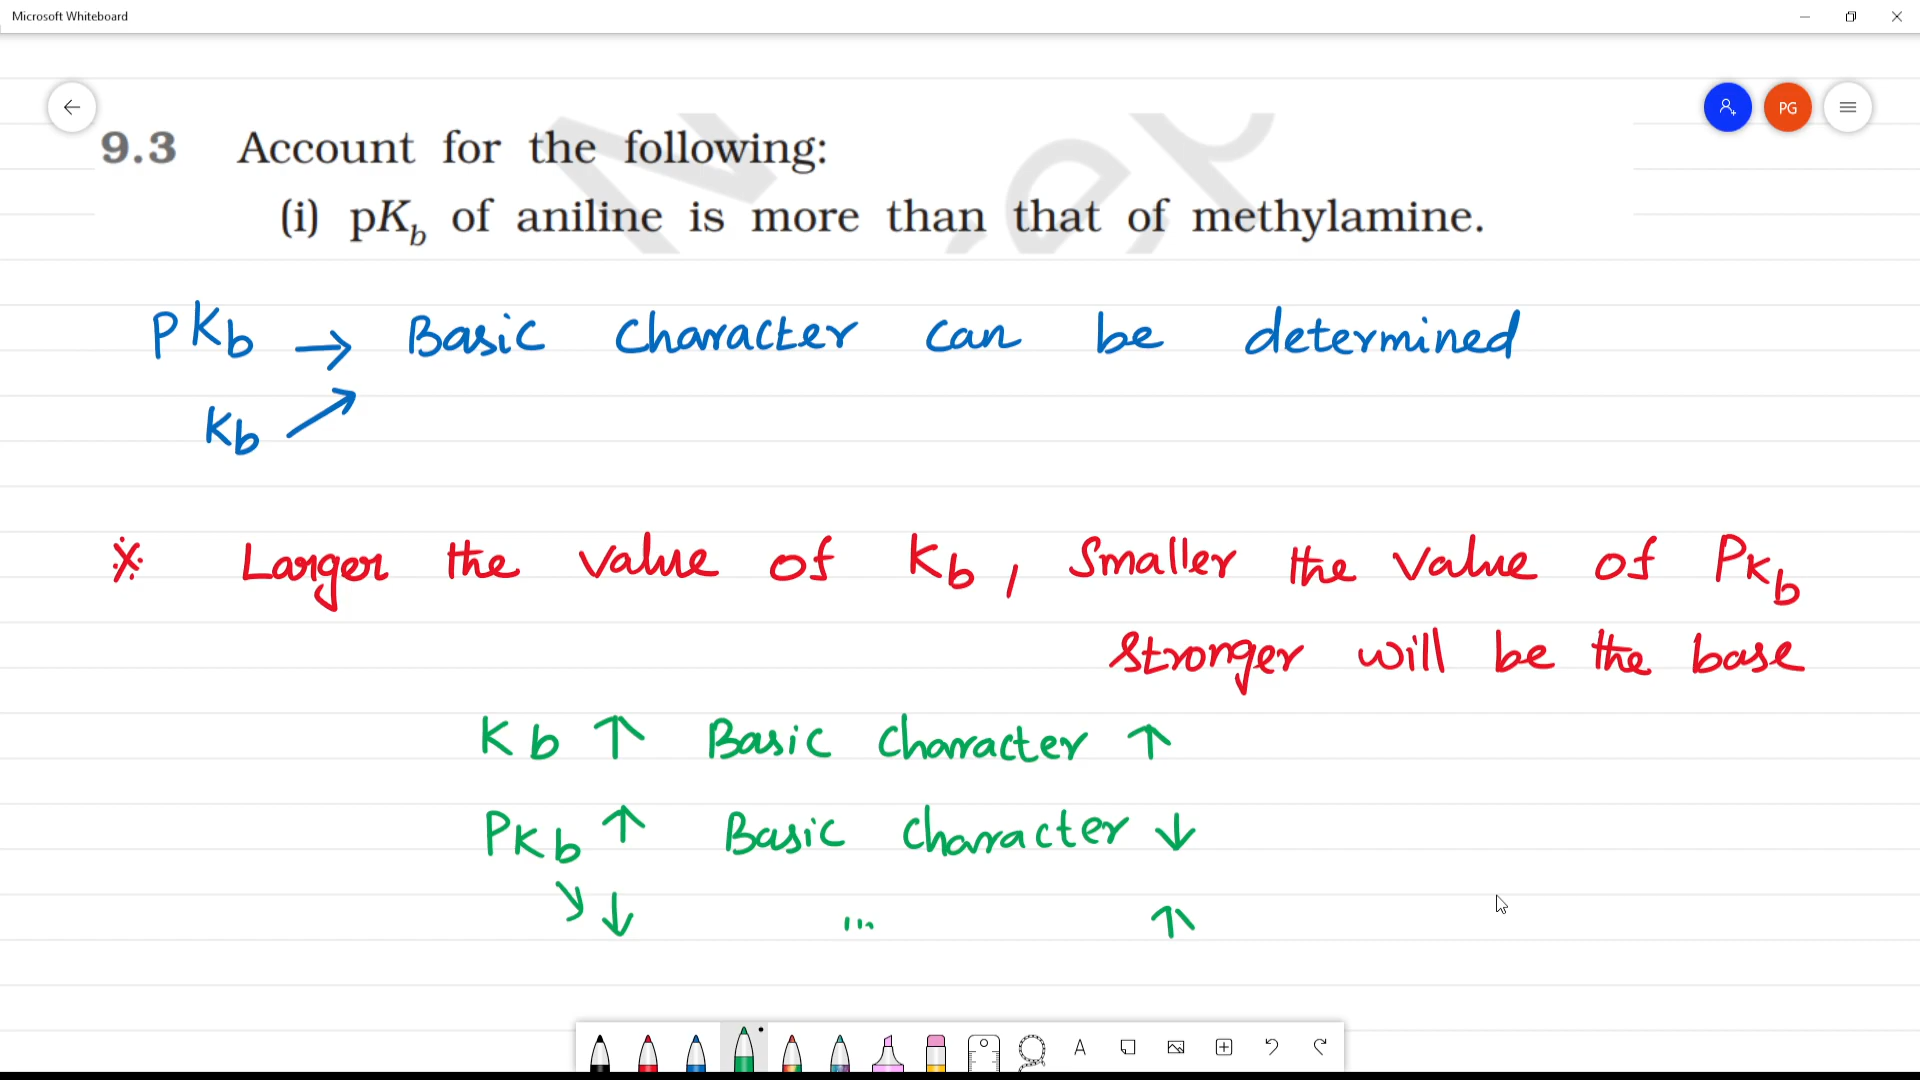 Microsoft Whiteboard
PG
9.3 Account for the following:
(i) pKb of aniline is more than that of methylamine.
PKb → Basic Character can be determined
Kb ↗
※ Larger the value of Kb, Smaller the value of PKb
Stronger will be the base
Kb ↑ Basic Character ↑
PKb ↑ Basic Character ↓
↘ ↓ ... ↑
A